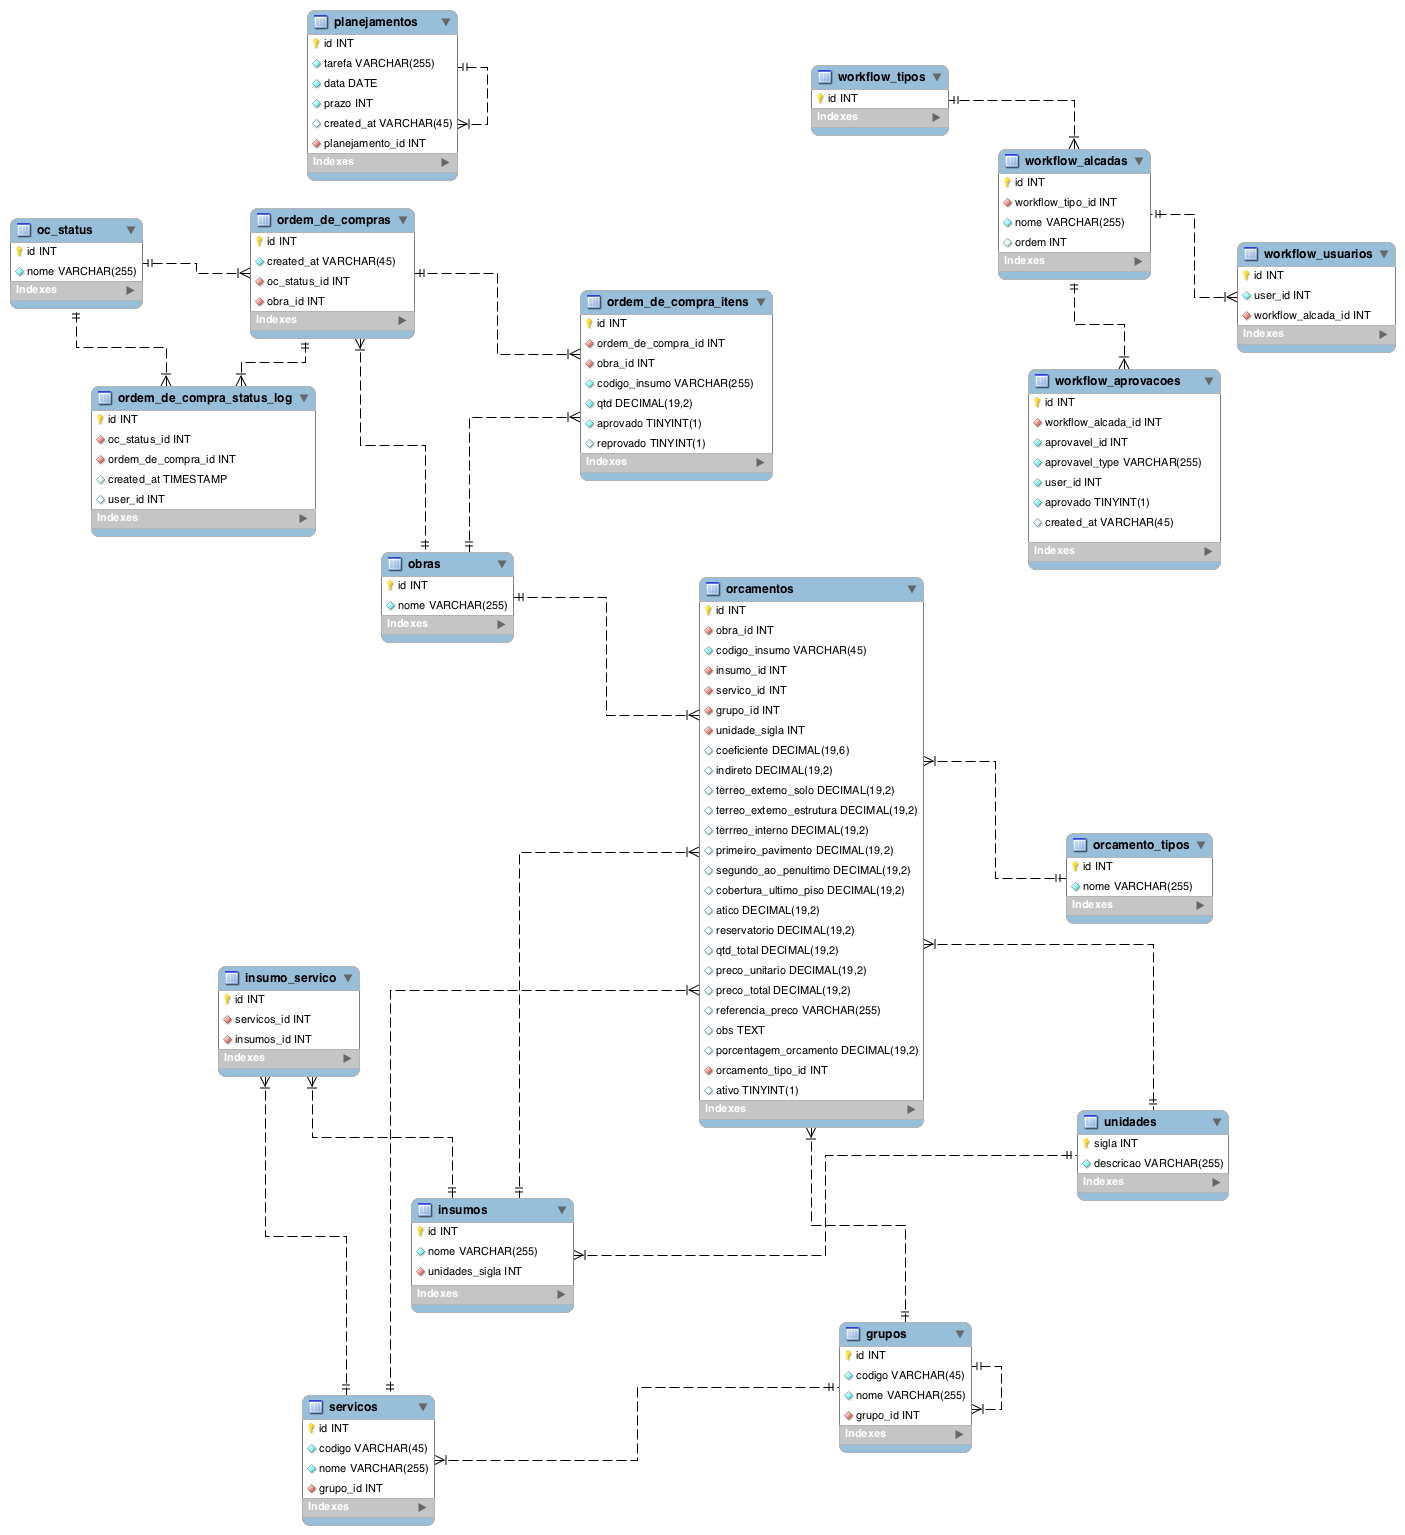 planejamentos
id INT
tarefa VARCHAR(255)
data DATE
prazo INT
created_at VARCHAR(45)
planejamento_id INT
Indexes
workflow_tipos
id INT
Indexes
workflow_alcadas
id INT
workflow_tipo_id INT
nome VARCHAR(255)
ordem INT
Indexes
oc_status
id INT
nome VARCHAR(255)
Indexes
ordem_de_compras
id INT
created_at VARCHAR(45)
oc_status_id INT
obra_id INT
Indexes
workflow_usuarios
id INT
user_id INT
workflow_alcada_id INT
Indexes
ordem_de_compra_itens
id INT
ordem_de_compra_id INT
obra_id INT
codigo_insumo VARCHAR(255)
qtd DECIMAL(19,2)
aprovado TINYINT(1)
reprovado TINYINT(1)
Indexes
workflow_aprovacoes
id INT
workflow_alcada_id INT
aprovavel_id INT
aprovavel_type VARCHAR(255)
user_id INT
aprovado TINYINT(1)
created_at VARCHAR(45)
Indexes
ordem_de_compra_status_log
id INT
oc_status_id INT
ordem_de_compra_id INT
created_at TIMESTAMP
user_id INT
Indexes
obras
id INT
nome VARCHAR(255)
Indexes
orcamentos
id INT
obra_id INT
codigo_insumo VARCHAR(45)
insumo_id INT
servico_id INT
grupo_id INT
unidade_sigla INT
coeficiente DECIMAL(19,6)
indireto DECIMAL(19,2)
terreo_externo_solo DECIMAL(19,2)
terreo_externo_estrutura DECIMAL(19,2)
terrreo_interno DECIMAL(19,2)
primeiro_pavimento DECIMAL(19,2)
segundo_ao_penultimo DECIMAL(19,2)
cobertura_ultimo_piso DECIMAL(19,2)
atico DECIMAL(19,2)
reservatorio DECIMAL(19,2)
qtd_total DECIMAL(19,2)
preco_unitario DECIMAL(19,2)
preco_total DECIMAL(19,2)
referencia_preco VARCHAR(255)
obs TEXT
porcentagem_orcamento DECIMAL(19,2)
orcamento_tipo_id INT
ativo TINYINT(1)
Indexes
orcamento_tipos
id INT
nome VARCHAR(255)
Indexes
insumo_servico
id INT
servicos_id INT
insumos_id INT
Indexes
unidades
sigla INT
descricao VARCHAR(255)
Indexes
insumos
id INT
nome VARCHAR(255)
unidades_sigla INT
Indexes
grupos
id INT
codigo VARCHAR(45)
nome VARCHAR(255)
grupo_id INT
Indexes
servicos
id INT
codigo VARCHAR(45)
nome VARCHAR(255)
grupo_id INT
Indexes